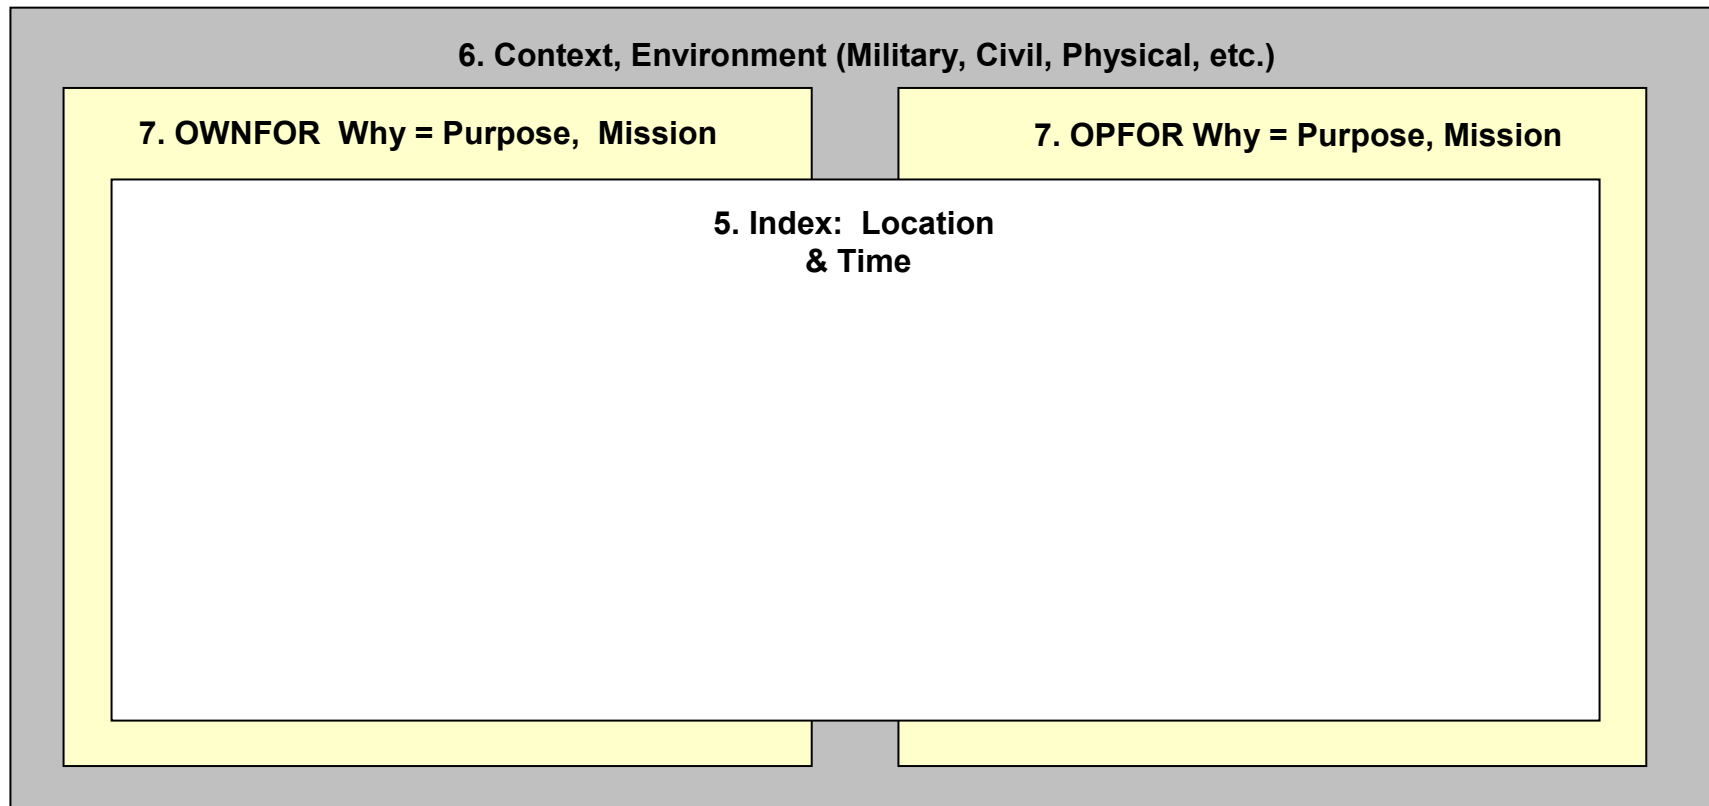 6. Context, Environment (Military, Civil, Physical, etc.)
7. OWNFOR  Why = Purpose,  Mission
7. OPFOR Why = Purpose, Mission
5. Index:  Location
& Time